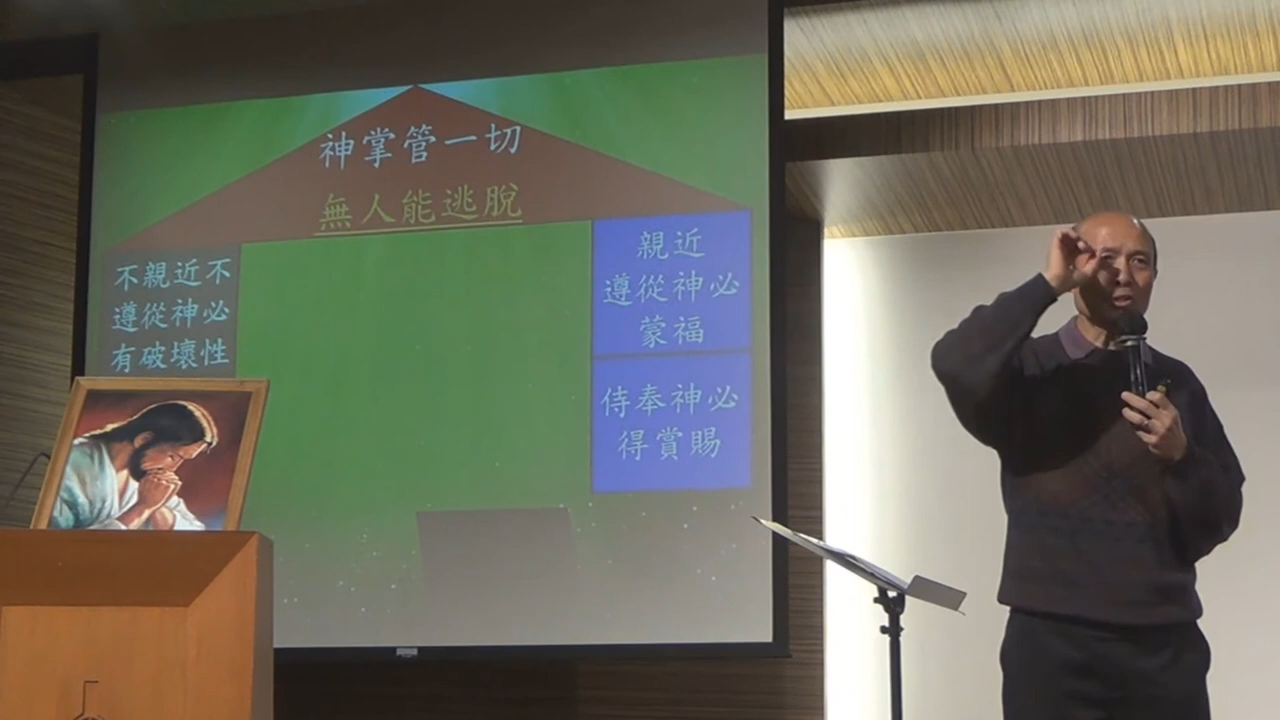 神掌管一切
無人能逃脫
不親近不
遵從神必
有破壞性
親近
遵從神必
蒙福
侍奉神必
得賞賜